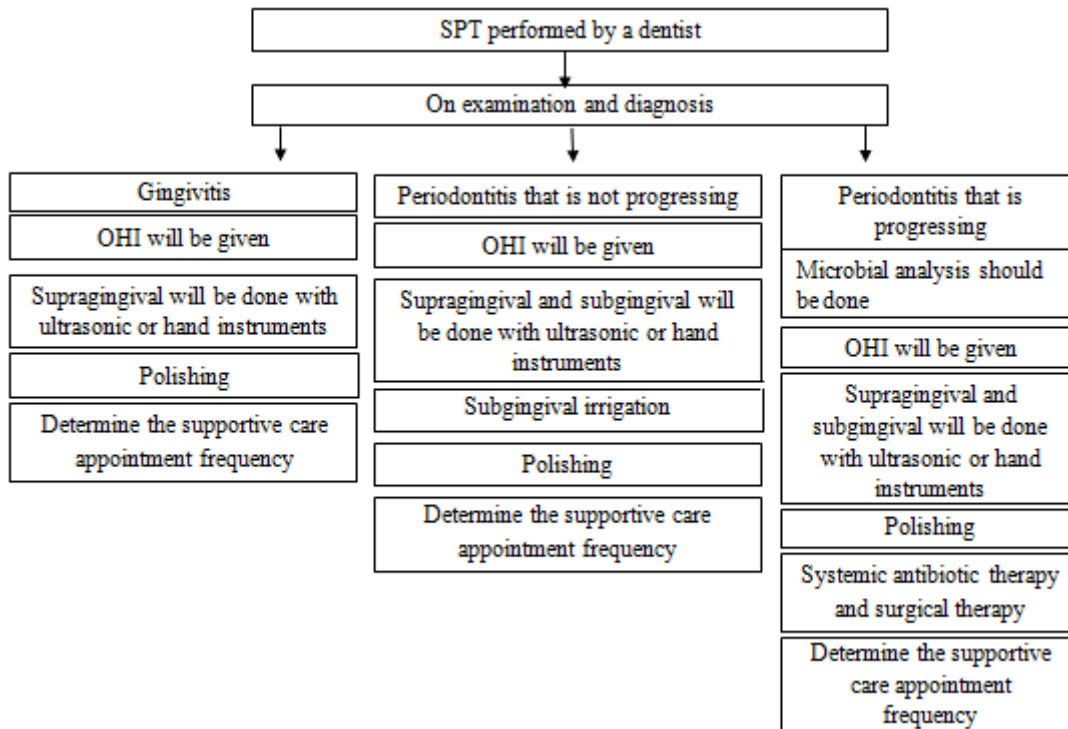 SPT performed by a dentist
On examination and diagnosis
Gingivitis
OHI will be given
Supragingival will be done with
ultrasonic or hand instruments
Polishing
Determine the supportive care
appointment frequency
Periodontitis that is not progressing
OHI will be given
Supragingival and subgingival will
be done with ultrasonic or hand
instruments
Subgingival irrigation
Polishing
Determine the supportive care
appointment frequency
Periodontitis that is
progressing
Microbial analysis should
be done
OHI will be given
Supragingival and
subgingival will be done
with ultrasonic or hand
instruments
Polishing
Systemic antibiotic therapy
and surgical therapy
Determine the supportive
care appointment
frequency